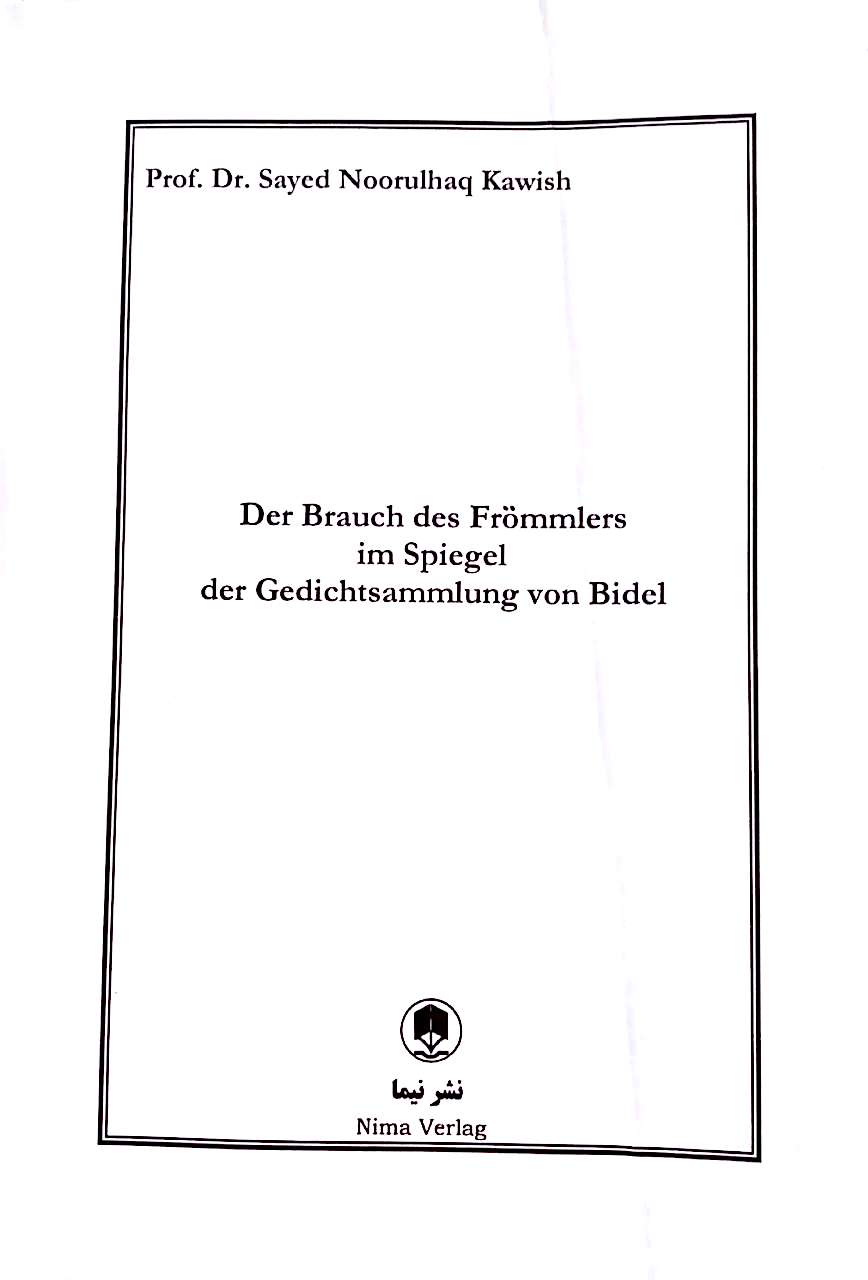 Prof. Dr. Sayed Noorulhaq Kawish
Der Brauch des Frömmlers
im Spiegel
der Gedichtsammlung von Bidel
نشر نیما
Nima Verlag